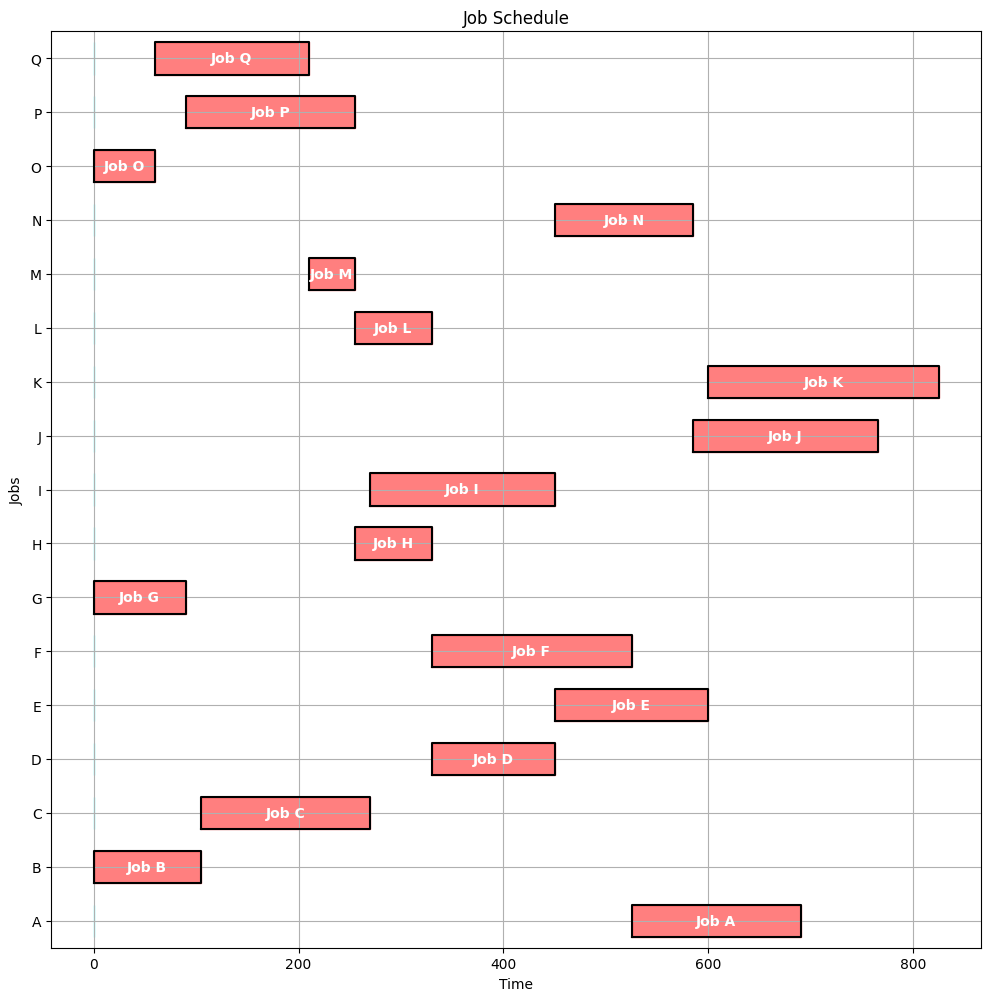 Job Schedule
Q
Job Q
P
Job P
O
Job O
N
Job N
M
Job M
L
Job L
K
Job K
J
Job J
I
Job I
H
Job H
G
Job G
F
Job F
E
Job E
D
Job D
C
Job C
B
Job B
A
Job A
Jobs
0 200 400 600 800
Time